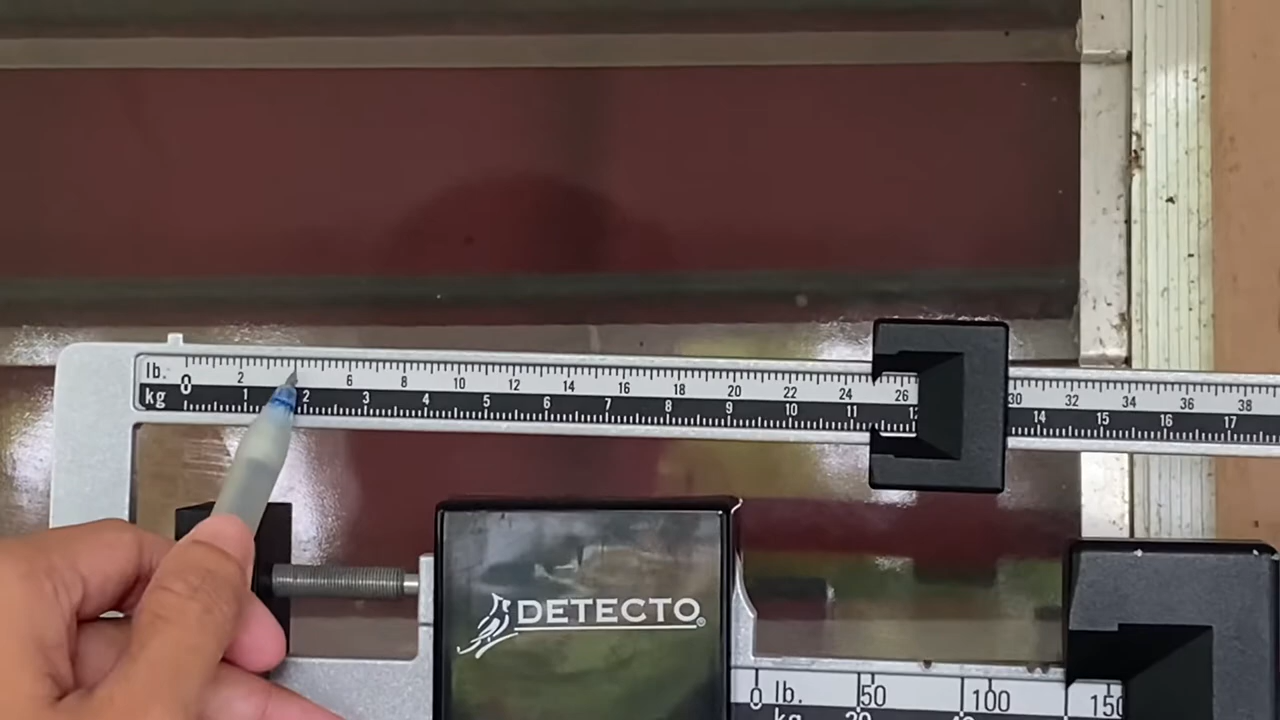 lb. 0 2 6 8 10 12 14 16 18 20 22 24 26 30 32 34 36 38
kg 1 2 3 4 5 6 7 8 9 10 11 14 15 16 17
DETECTO®
0 lb. 50 100 150
kg